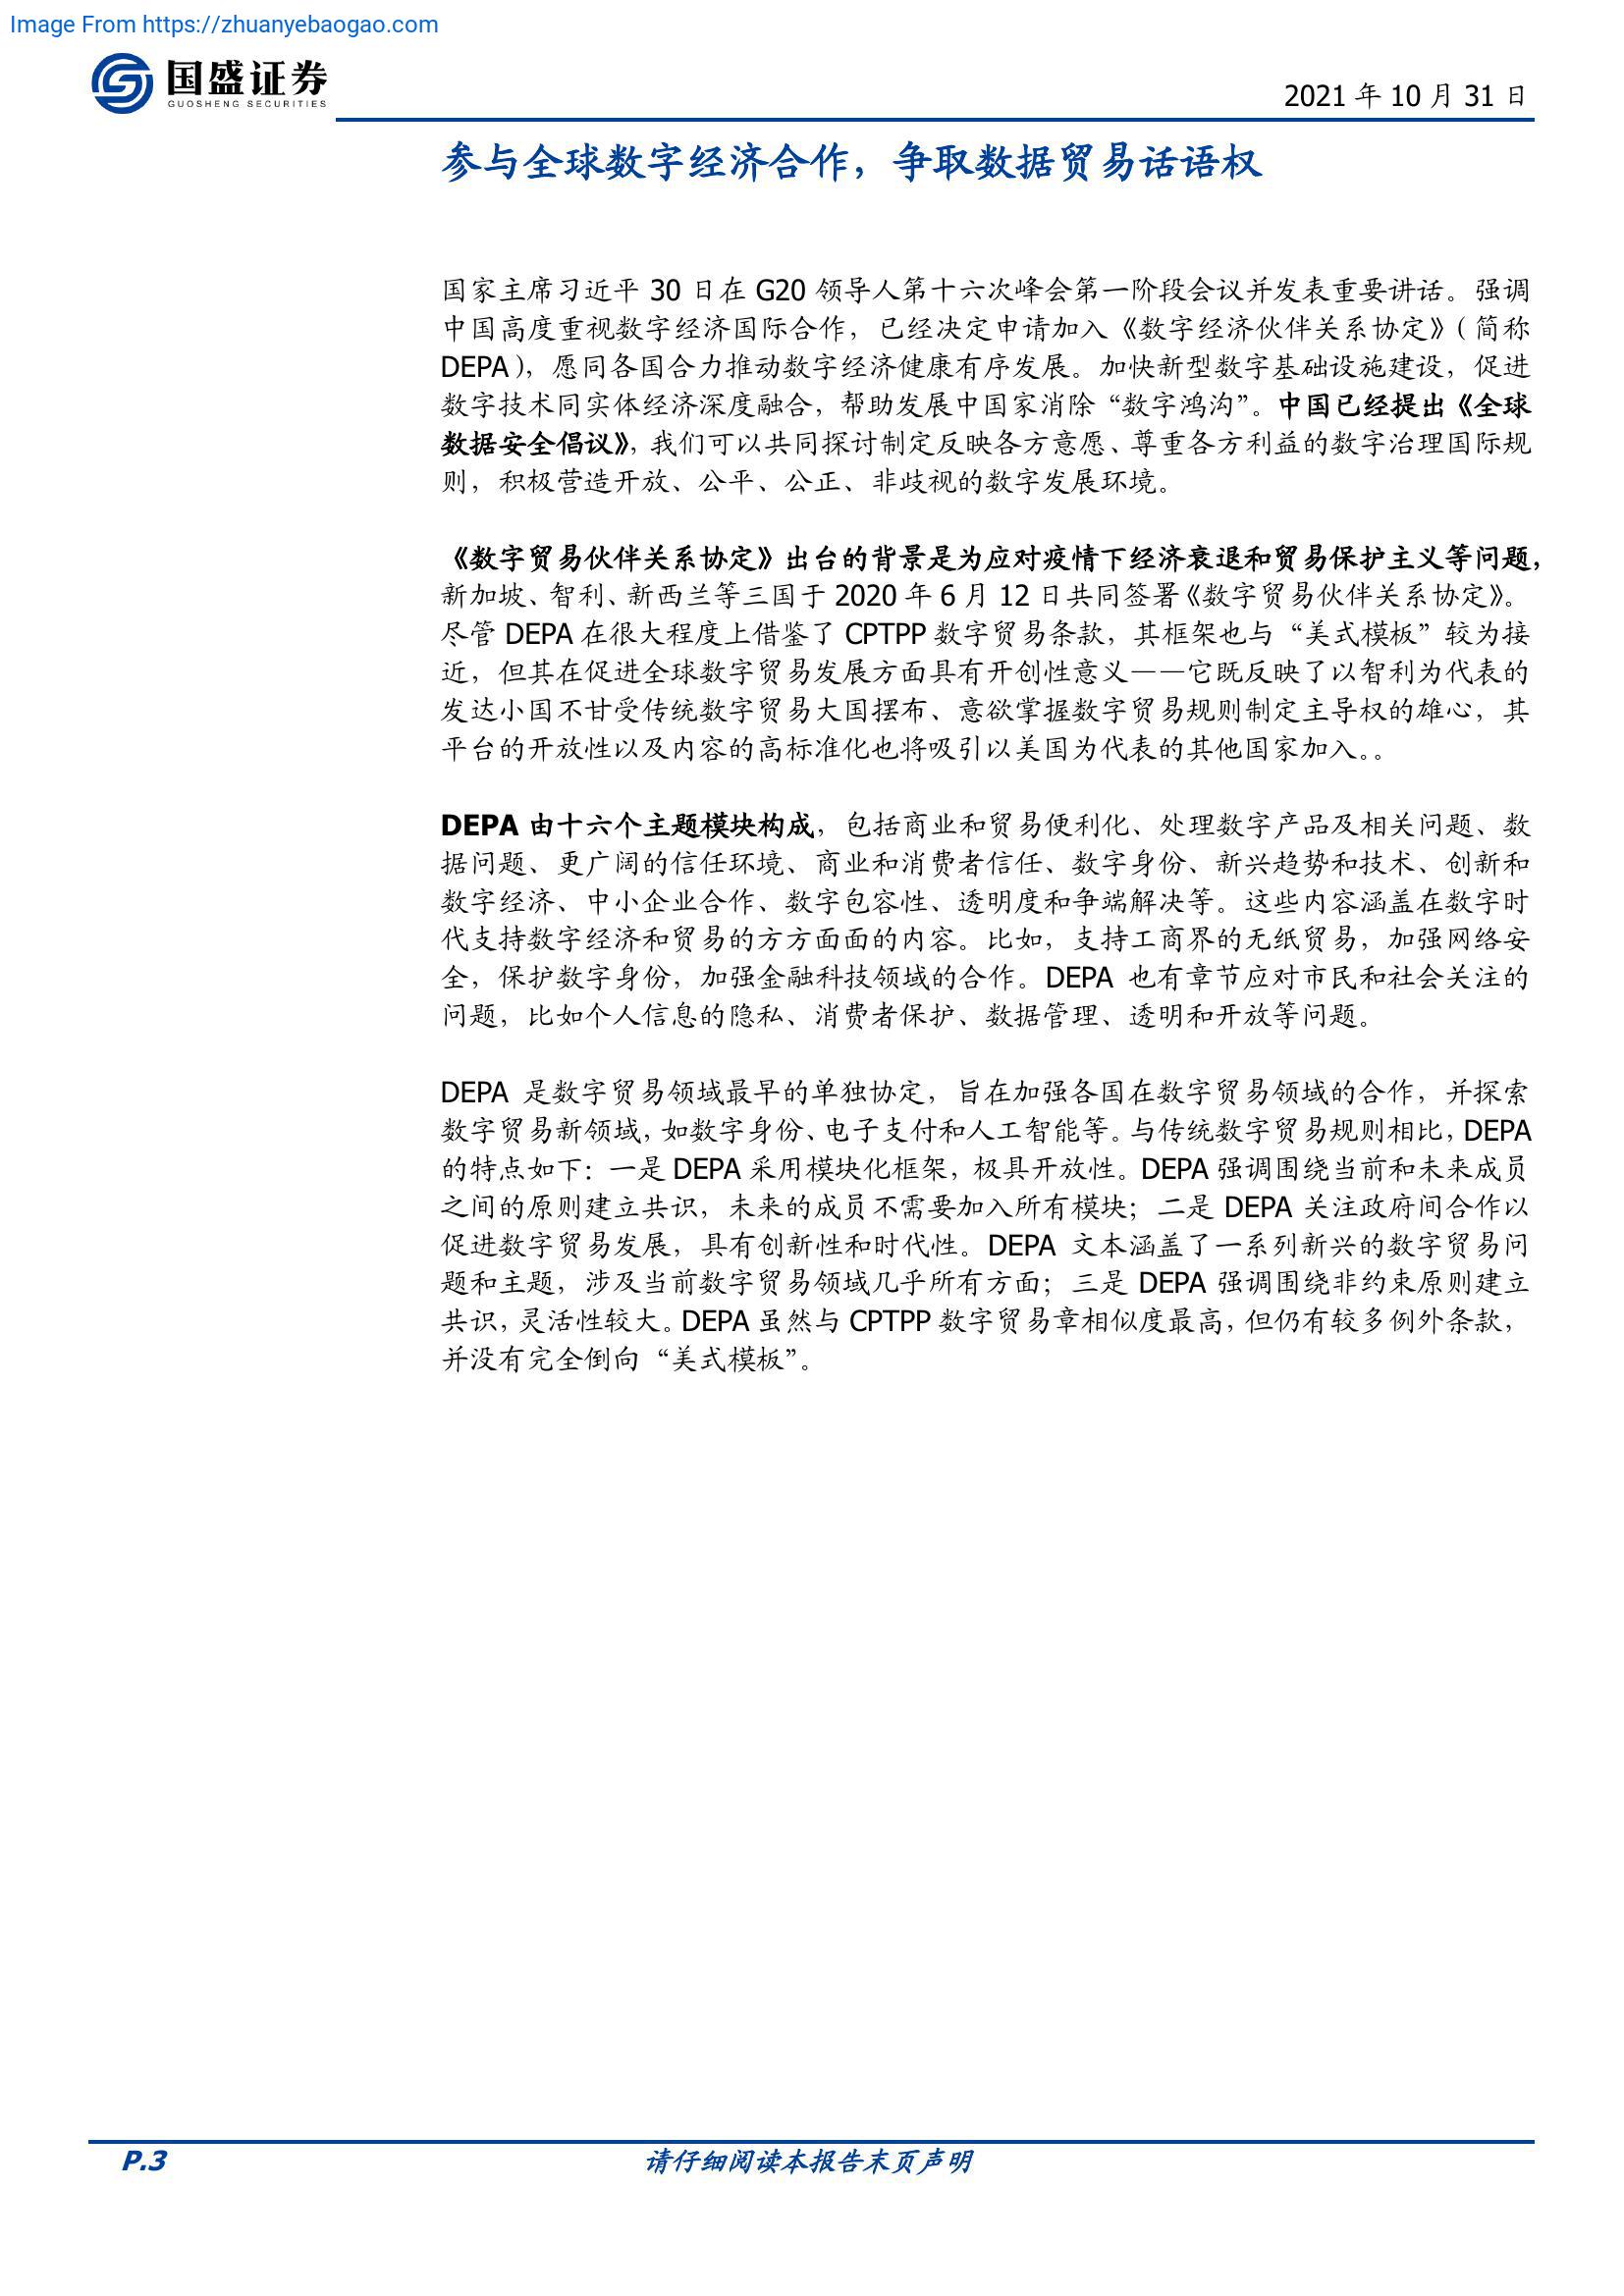 Image From https://zhuanyebaogao.com
国盛证券
GUOSHENG SECURITIES
2021 年 10 月 31 日
参与全球数字经济合作，争取数据贸易话语权
国家主席习近平 30 日在 G20 领导人第十六次峰会第一阶段会议并发表重要讲话。强调
中国高度重视数字经济国际合作，已经决定申请加入《数字经济伙伴关系协定》（简称
DEPA），愿同各国合力推动数字经济健康有序发展。加快新型数字基础设施建设，促进
数字技术同实体经济深度融合，帮助发展中国家消除“数字鸿沟”。中国已经提出《全球
数据安全倡议》，我们可以共同探讨制定反映各方意愿、尊重各方利益的数字治理国际规
则，积极营造开放、公平、公正、非歧视的数字发展环境。
《数字贸易伙伴关系协定》出台的背景是为应对疫情下经济衰退和贸易保护主义等问题，
新加坡、智利、新西兰等三国于 2020 年 6 月 12 日共同签署《数字贸易伙伴关系协定》。
尽管 DEPA 在很大程度上借鉴了 CPTPP 数字贸易条款，其框架也与“美式模板”较为接
近，但其在促进全球数字贸易发展方面具有开创性意义——它既反映了以智利为代表的
发达小国不甘受传统数字贸易大国摆布、意欲掌握数字贸易规则制定主导权的雄心，其
平台的开放性以及内容的高标准化也将吸引以美国为代表的其他国家加入。。
DEPA 由十六个主题模块构成，包括商业和贸易便利化、处理数字产品及相关问题、数
据问题、更广阔的信任环境、商业和消费者信任、数字身份、新兴趋势和技术、创新和
数字经济、中小企业合作、数字包容性、透明度和争端解决等。这些内容涵盖在数字时
代支持数字经济和贸易的方方面面的内容。比如，支持工商界的无纸贸易，加强网络安
全，保护数字身份，加强金融科技领域的合作。DEPA 也有章节应对市民和社会关注的
问题，比如个人信息的隐私、消费者保护、数据管理、透明和开放等问题。
DEPA 是数字贸易领域最早的单独协定，旨在加强各国在数字贸易领域的合作，并探索
数字贸易新领域，如数字身份、电子支付和人工智能等。与传统数字贸易规则相比，DEPA
的特点如下：一是 DEPA 采用模块化框架，极具开放性。DEPA 强调围绕当前和未来成员
之间的原则建立共识，未来的成员不需要加入所有模块；二是 DEPA 关注政府间合作以
促进数字贸易发展，具有创新性和时代性。DEPA 文本涵盖了一系列新兴的数字贸易问
题和主题，涉及当前数字贸易领域几乎所有方面；三是 DEPA 强调围绕非约束原则建立
共识，灵活性较大。DEPA 虽然与 CPTPP 数字贸易章相似度最高，但仍有较多例外条款，
并没有完全倒向“美式模板”。
P.3
请仔细阅读本报告末页声明